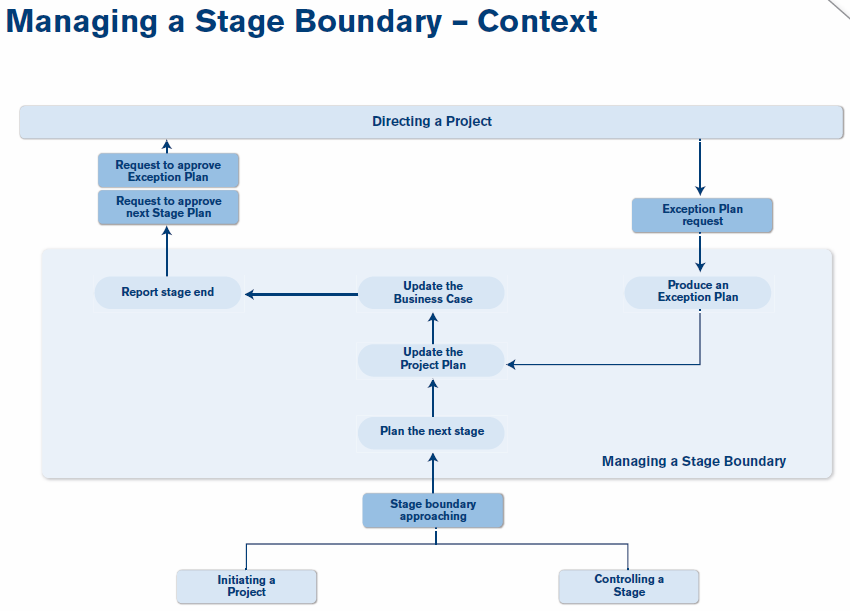 Managing a Stage Boundary – Context
Directing a Project
Request to approve
Exception Plan
Request to approve
next Stage Plan
Exception Plan
request
Report stage end
Update the
Business Case
Produce an
Exception Plan
Update the
Project Plan
Plan the next stage
Managing a Stage Boundary
Stage boundary
approaching
Initiating a
Project
Controlling a
Stage